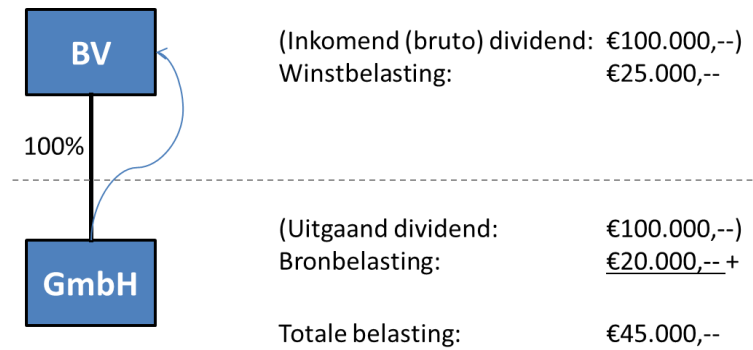 BV
(Inkomend (bruto) dividend: €100.000,--)
Winstbelasting: €25.000,--
100%
(Uitgaand dividend: €100.000,--)
Bronbelasting: €20.000,-- +
GmbH
Totale belasting: €45.000,--